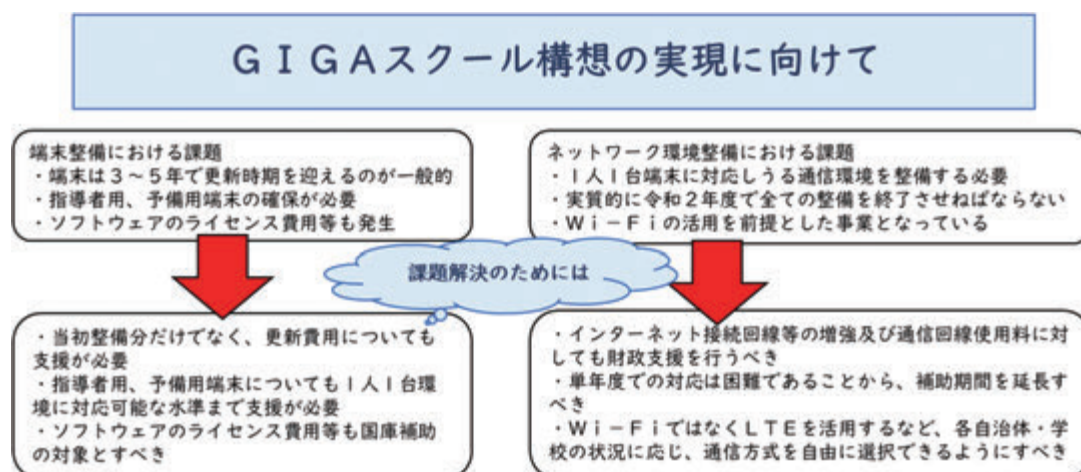 ＧＩＧＡスクール構想の実現に向けて
端末整備における課題
・端末は３～５年で更新時期を迎えるのが一般的
・指導者用、予備用端末の確保が必要
・ソフトウェアのライセンス費用等も発生
ネットワーク環境整備における課題
・１人１台端末に対応しうる通信環境を整備する必要
・実質的に令和２年度で全ての整備を終了させねばならない
・Ｗｉ－Ｆｉの活用を前提とした事業となっている
課題解決のためには
・当初整備分だけでなく、更新費用についても
支援が必要
・指導者用、予備用端末についても１人１台環
境に対応可能な水準まで支援が必要
・ソフトウェアのライセンス費用等も国庫補助
の対象とすべき
・インターネット接続回線等の増強及び通信回線使用料に対
しても財政支援を行うべき
・単年度での対応は困難であることから、補助期間を延長す
べき
・Ｗｉ－ＦｉではなくＬＴＥを活用するなど、各自治体・学
校の状況に応じ、通信方式を自由に選択できるようにすべき